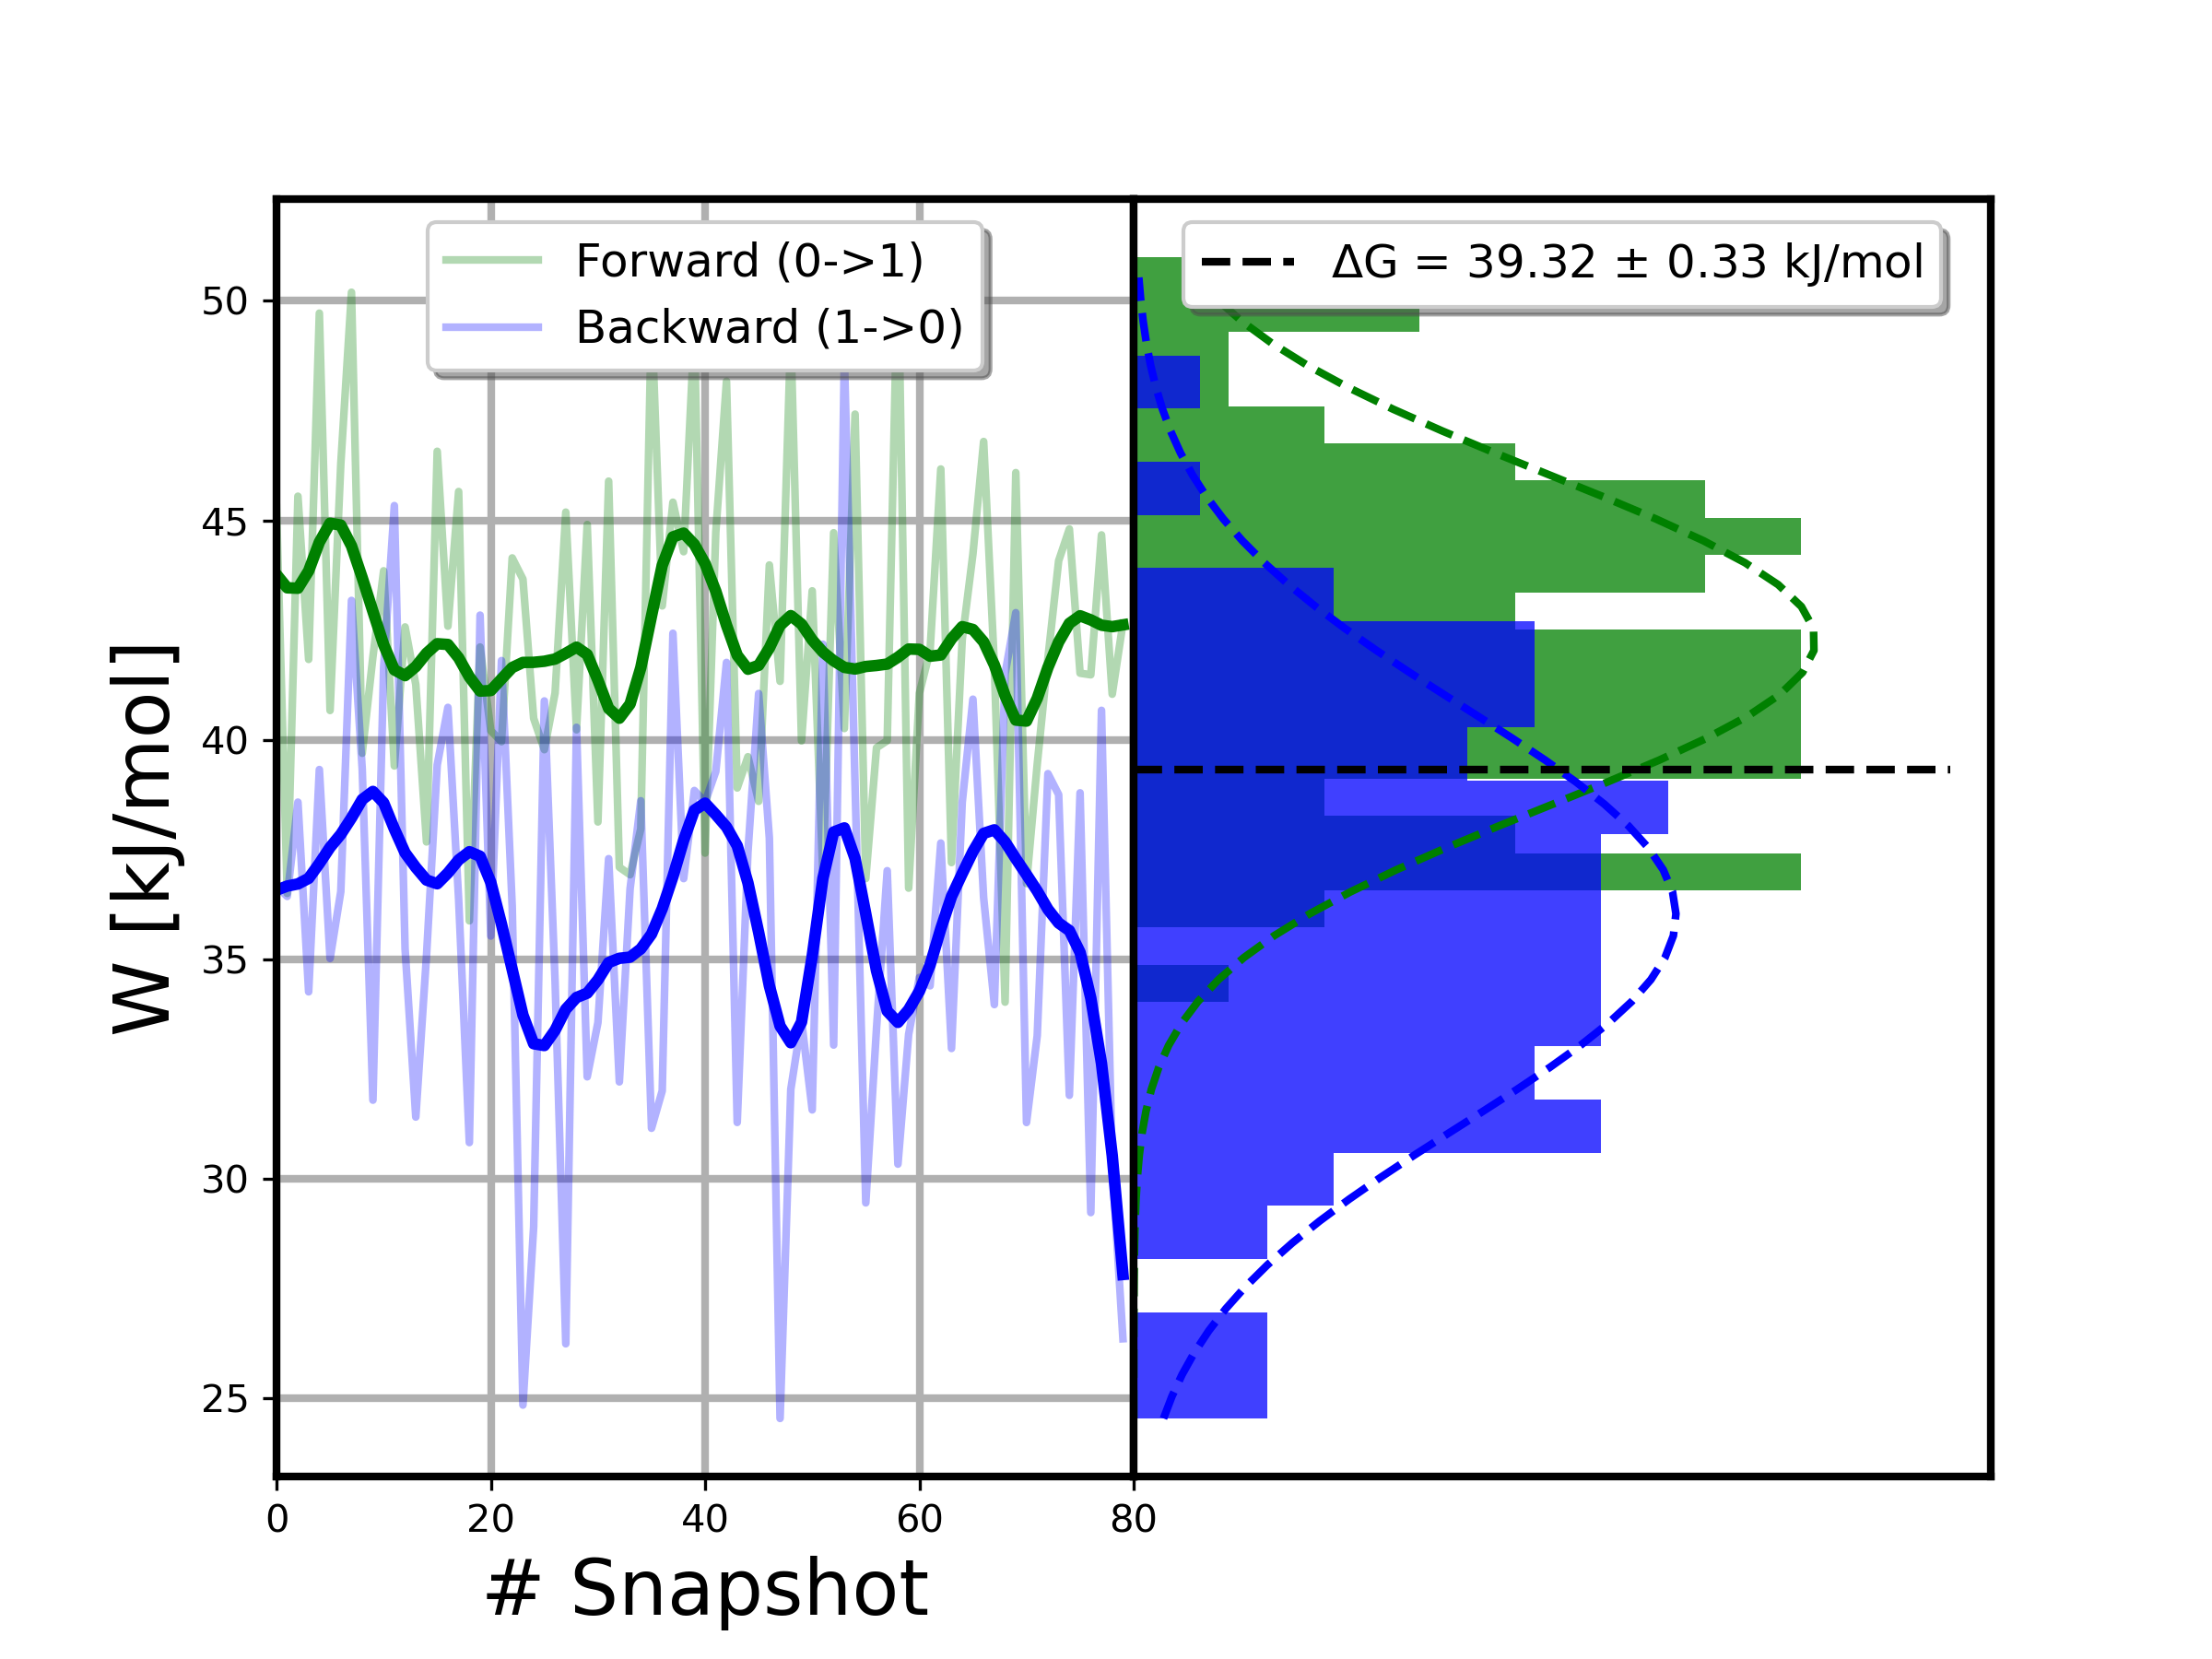 Forward (0->1)
Backward (1->0)
ΔG = 39.32 ± 0.33 kJ/mol
W [kJ/mol]
50
45
40
35
30
25
0
20
40
60
80
# Snapshot